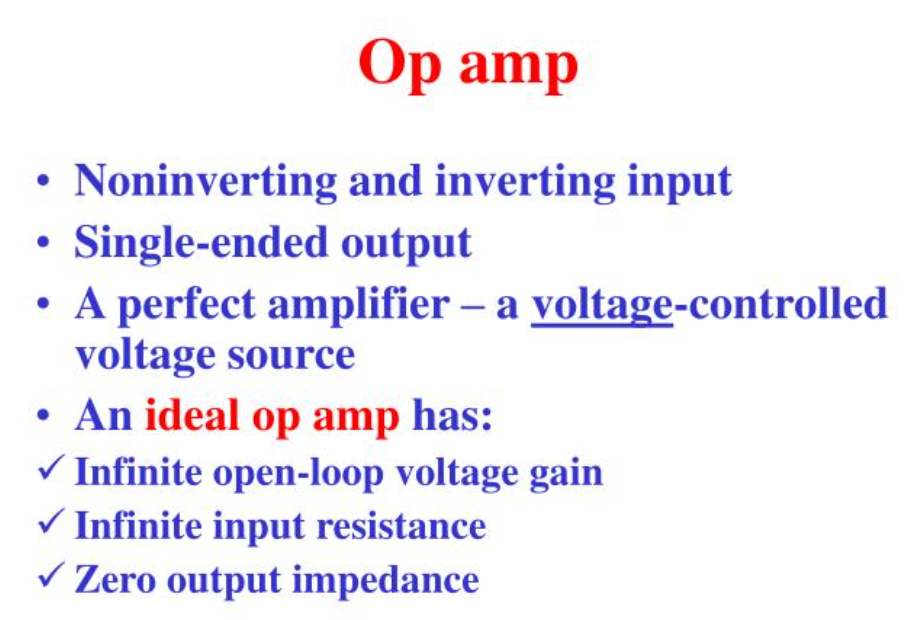 Op amp
• Noninverting and inverting input
• Single-ended output
• A perfect amplifier – a voltage-controlled
voltage source
• An ideal op amp has:
✓ Infinite open-loop voltage gain
✓ Infinite input resistance
✓ Zero output impedance